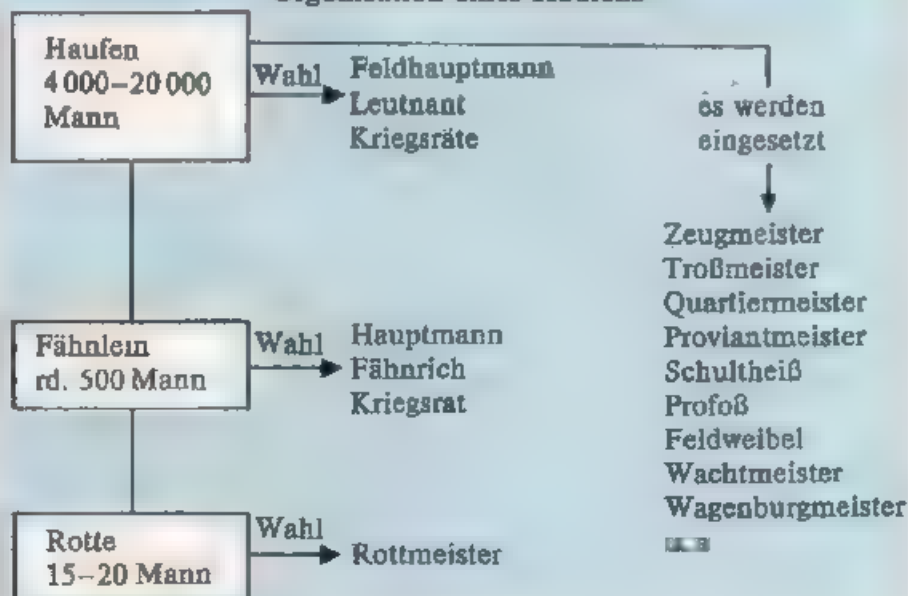 Haufen
4 000–20 000
Mann
Wahl
Feldhauptmann
Leutnant
Kriegsräte
es werden
eingesetzt
Zeugmeister
Troßmeister
Quartiermeister
Proviantmeister
Schultheiß
Profoß
Feldweibel
Wachtmeister
Wagenburgmeister
Fähnlein
rd. 500 Mann
Wahl
Hauptmann
Fähnrich
Kriegsrat
Rotte
15–20 Mann
Wahl
Rottmeister